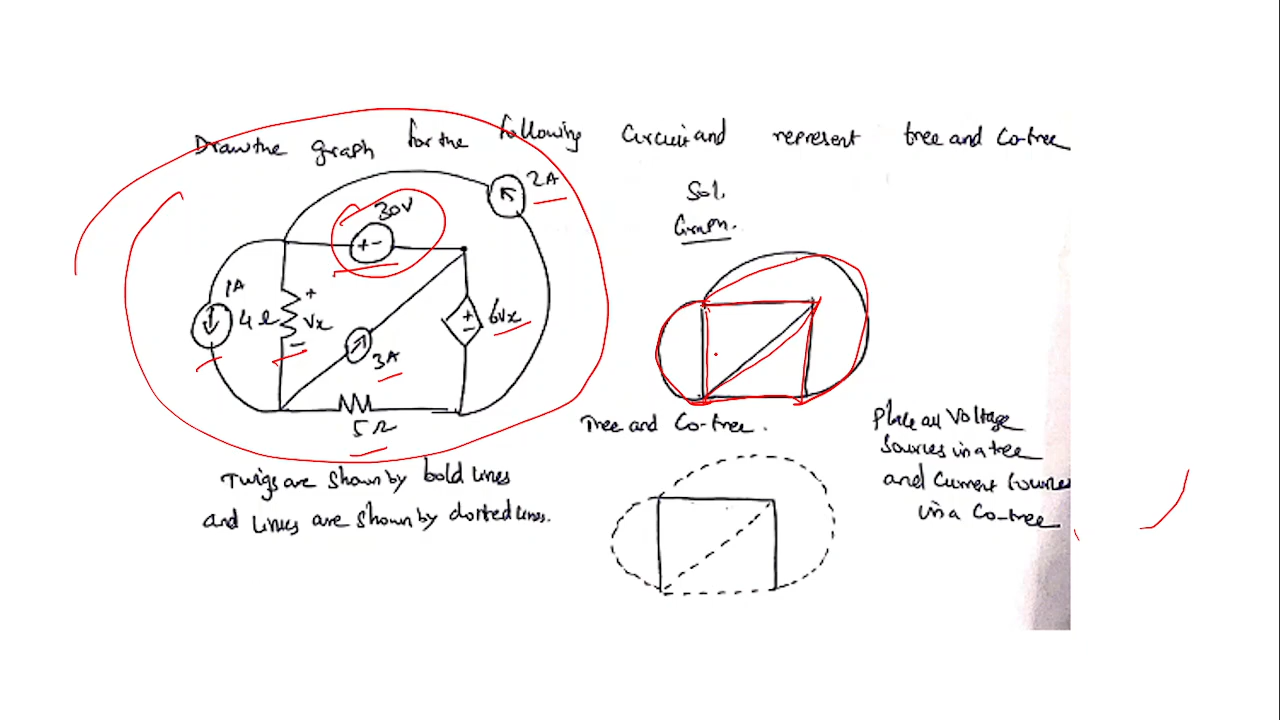 Draw the graph for the following Circuit and represent tree and Co-tree
Sol.
Graph.
2A
30V
+ -
1A
4Ω
+
Vx
-
3A
+
-
6Vx
5Ω
Tree and Co-tree.
Place all Voltage
Sources in a tree
and Current Sources
in a Co-tree
Twigs are shown by bold lines
and links are shown by dotted lines.